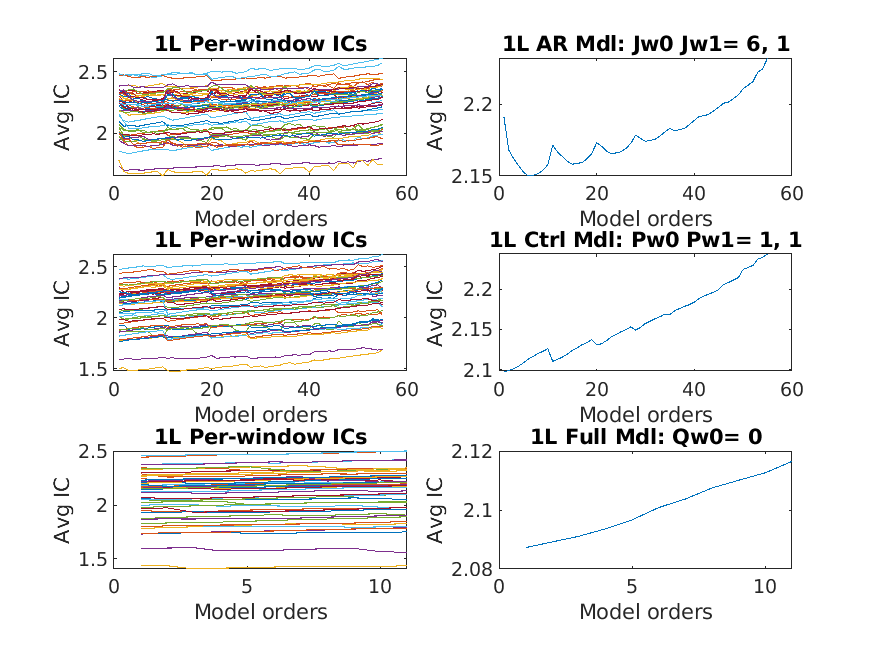 1L Per-window ICs
Avg IC
2.5
2
0
20
40
60
Model orders
1L AR Mdl: Jw0 Jw1= 6, 1
Avg IC
2.2
2.15
0
20
40
60
Model orders
1L Per-window ICs
Avg IC
2.5
2
1.5
0
20
40
60
Model orders
1L Ctrl Mdl: Pw0 Pw1= 1, 1
Avg IC
2.2
2.15
2.1
0
20
40
60
Model orders
1L Per-window ICs
Avg IC
2.5
2
1.5
0
5
10
Model orders
1L Full Mdl: Qw0= 0
Avg IC
2.12
2.1
2.08
0
5
10
Model orders